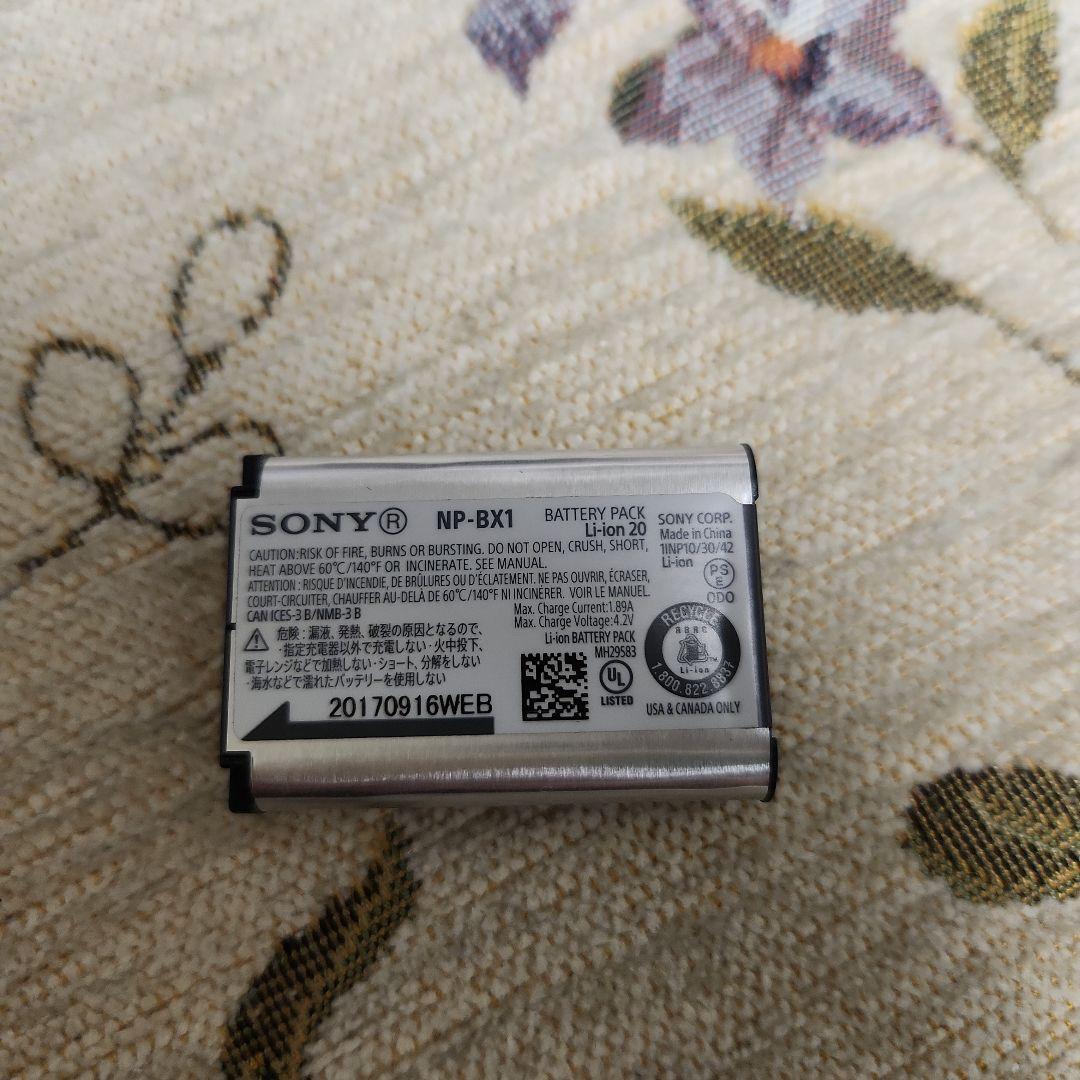 SONY® NP-BX1 BATTERY PACK
Li-ion 20
CAUTION:RISK OF FIRE, BURNS OR BURSTING. DO NOT OPEN, CRUSH, SHORT,
HEAT ABOVE 60℃/140°F OR INCINERATE. SEE MANUAL.
ATTENTION : RISQUE D'INCENDIE, DE BRÛLURES OU D'ÉCLATEMENT. NE PAS OUVRIR, ÉCRASER,
COURT-CIRCUITER, CHAUFFER AU-DELÀ DE 60℃/140°F NI INCINÉRER. VOIR LE MANUEL.
CAN ICES-3 B/NMB-3 B
危険 : 漏液、発熱、破裂の原因となるので、
・指定充電器以外で充電しない・火中投下、
電子レンジなどで加熱しない・ショート、分解をしない
・海水などで濡れたバッテリーを使用しない
20170916WEB
Max. Charge Current:1.89A
Max. Charge Voltage:4.2V
Li-ion BATTERY PACK
MH29583
UL
LISTED
SONY CORP.
Made in China
1INP10/30/42
Li-ion
PS
E
ODO
RECYCLE
RBRC
TM
Li-ion
1.800.822.8837
USA & CANADA ONLY